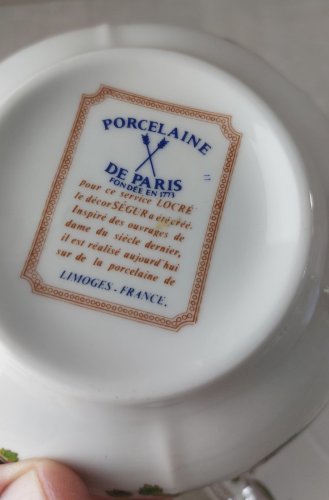 PORCELAINE
DE PARIS
FONDÉE EN 1773
Pour ce service LOCRÉ
le décor SÉGUR a été créé.
Inspiré des ouvrages de
dame du siècle dernier,
il est réalisé aujourd'hui
sur de la porcelaine de
LIMOGES - FRANCE.